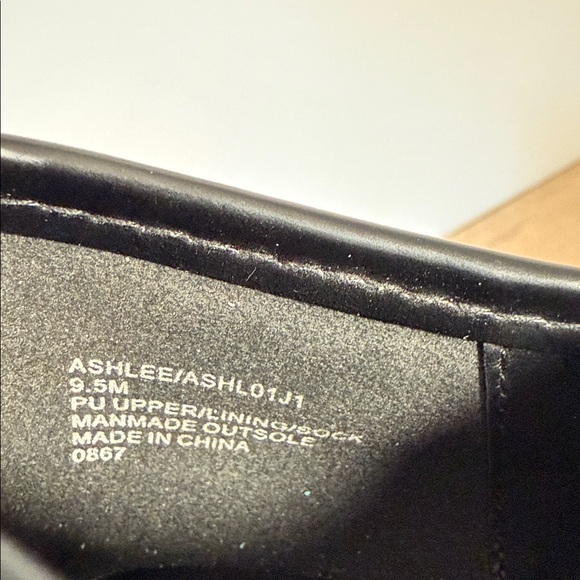 ASHLEE/ASHL01J1
9.5M
PU UPPER/LINING/SOCK
MANMADE OUTSOLE
MADE IN CHINA
0867